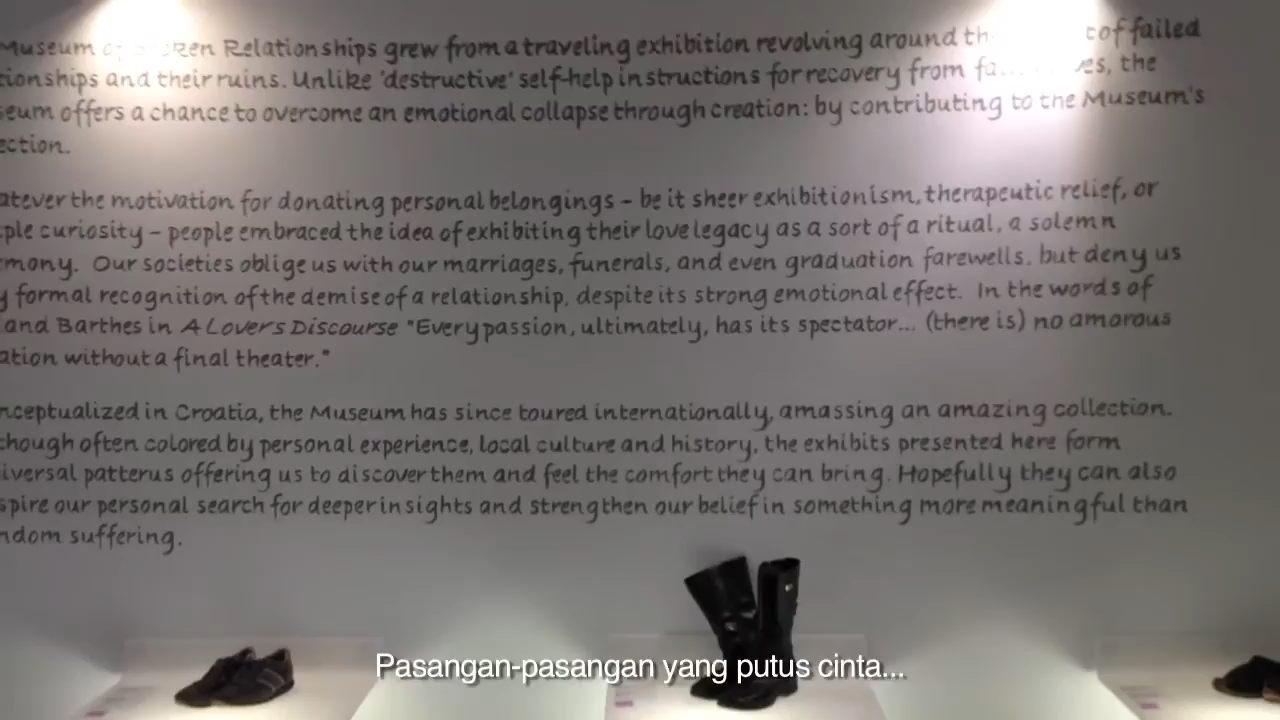 Museum Relationships grew from a traveling exhibition revolving around of failed
tionships and their ruins. Unlike 'destructive' self-help instructions for recovery from the
seum offers a chance to overcome an emotional collapse through creation: by contributing to the Museum's
ection.
atever the motivation for donating personal belongings – be it sheer exhibitionism, therapeutic relief, or
ple curiosity – people embraced the idea of exhibiting their love legacy as a sort of a ritual, a solemn
mony. Our societies oblige us with our marriages, funerals, and even graduation farewells, but deny us
y formal recognition of the demise of a relationship, despite its strong emotional effect. In the words of
and Barthes in A Lover's Discourse "Every passion, ultimately, has its spectator... (there is) no amorous
ation without a final theater."
nceptualized in Croatia, the Museum has since toured internationally, amassing an amazing collection.
though often colored by personal experience, local culture and history, the exhibits presented here form
iversal patterus offering us to discover them and feel the comfort they can bring. Hopefully they can also
spire our personal search for deeper insights and strengthen our belief in something more meaningful than
ndom suffering.
Pasangan-pasangan yang putus cinta...